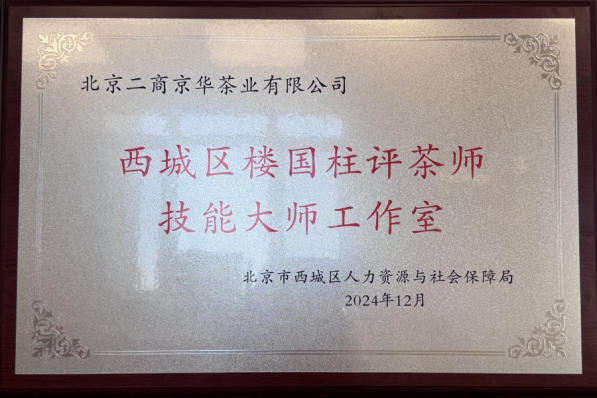 北京二商京华茶业有限公司
西城区楼国柱评茶师
技能大师工作室
北京市西城区人力资源与社会保障局
2024年12月